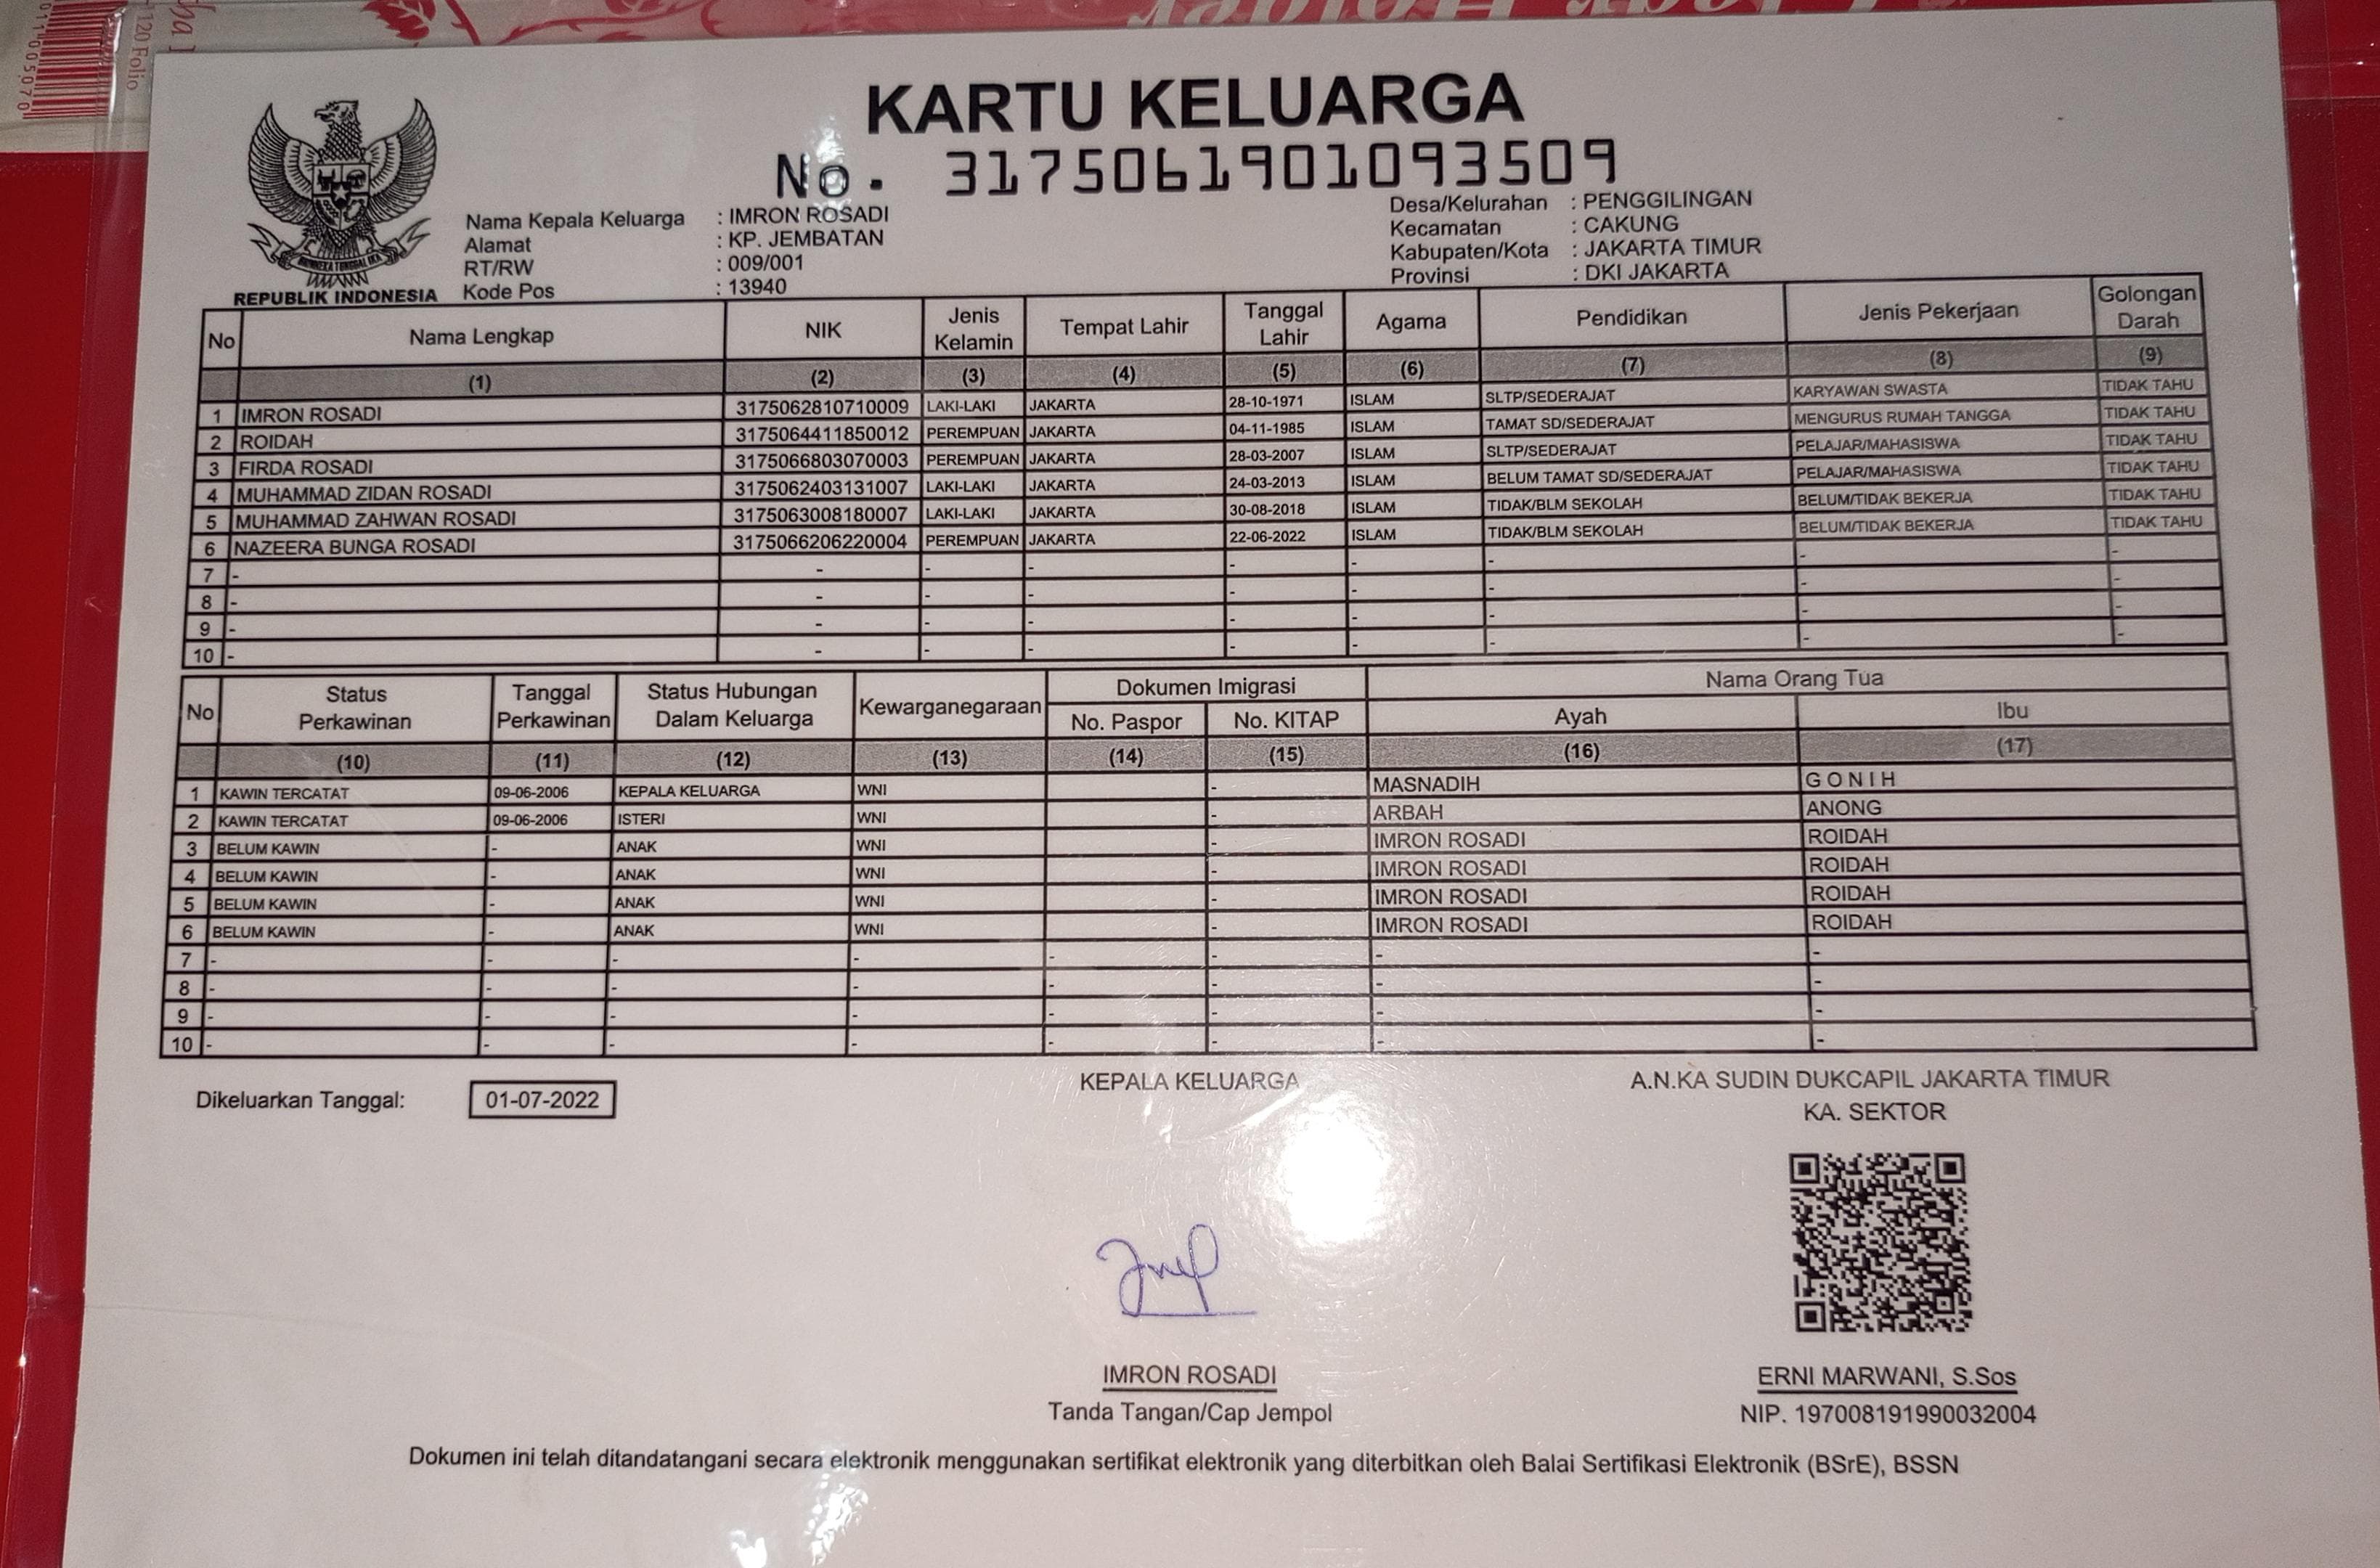 KARTU KELUARGA
No. 3175061901093509
REPUBLIK INDONESIA
Nama Kepala Keluarga : IMRON ROSADI
Alamat : KP. JEMBATAN
RT/RW : 009/001
Kode Pos : 13940
Desa/Kelurahan : PENGGILINGAN
Kecamatan : CAKUNG
Kabupaten/Kota : JAKARTA TIMUR
Provinsi : DKI JAKARTA
No Nama Lengkap NIK Jenis Kelamin Tempat Lahir Tanggal Lahir Agama Pendidikan Jenis Pekerjaan Golongan Darah
(1) (2) (3) (4) (5) (6) (7) (8) (9)
1 IMRON ROSADI 3175062810710009 LAKI-LAKI JAKARTA 28-10-1971 ISLAM SLTP/SEDERAJAT KARYAWAN SWASTA TIDAK TAHU
2 ROIDAH 3175064411850012 PEREMPUAN JAKARTA 04-11-1985 ISLAM TAMAT SD/SEDERAJAT MENGURUS RUMAH TANGGA TIDAK TAHU
3 FIRDA ROSADI 3175066803070003 PEREMPUAN JAKARTA 28-03-2007 ISLAM SLTP/SEDERAJAT PELAJAR/MAHASISWA TIDAK TAHU
4 MUHAMMAD ZIDAN ROSADI 3175062403131007 LAKI-LAKI JAKARTA 24-03-2013 ISLAM BELUM TAMAT SD/SEDERAJAT PELAJAR/MAHASISWA TIDAK TAHU
5 MUHAMMAD ZAHWAN ROSADI 3175063008180007 LAKI-LAKI JAKARTA 30-08-2018 ISLAM TIDAK/BLM SEKOLAH BELUM/TIDAK BEKERJA TIDAK TAHU
6 NAZEERA BUNGA ROSADI 3175066206220004 PEREMPUAN JAKARTA 22-06-2022 ISLAM TIDAK/BLM SEKOLAH BELUM/TIDAK BEKERJA TIDAK TAHU
7 - - - - - - - - -
8 - - - - - - - - -
9 - - - - - - - - -
10 - - - - - - - - -
No Status Perkawinan Tanggal Perkawinan Status Hubungan Dalam Keluarga Kewarganegaraan Dokumen Imigrasi Nama Orang Tua
No. Paspor No. KITAP Ayah Ibu
(10) (11) (12) (13) (14) (15) (16) (17)
1 KAWIN TERCATAT 09-06-2006 KEPALA KELUARGA WNI - MASNADIH G O N I H
2 KAWIN TERCATAT 09-06-2006 ISTERI WNI - ARBAH ANONG
3 BELUM KAWIN - ANAK WNI - IMRON ROSADI ROIDAH
4 BELUM KAWIN - ANAK WNI - IMRON ROSADI ROIDAH
5 BELUM KAWIN - ANAK WNI - IMRON ROSADI ROIDAH
6 BELUM KAWIN - ANAK WNI - IMRON ROSADI ROIDAH
7 - - - - - - - -
8 - - - - - - - -
9 - - - - - - - -
10 - - - - - - - -
Dikeluarkan Tanggal: 01-07-2022
KEPALA KELUARGA
IMRON ROSADI
Tanda Tangan/Cap Jempol
A.N.KA SUDIN DUKCAPIL JAKARTA TIMUR
KA. SEKTOR
ERNI MARWANI, S.Sos
NIP. 197008191990032004
Dokumen ini telah ditandatangani secara elektronik menggunakan sertifikat elektronik yang diterbitkan oleh Balai Sertifikasi Elektronik (BSrE), BSSN
120 Folio